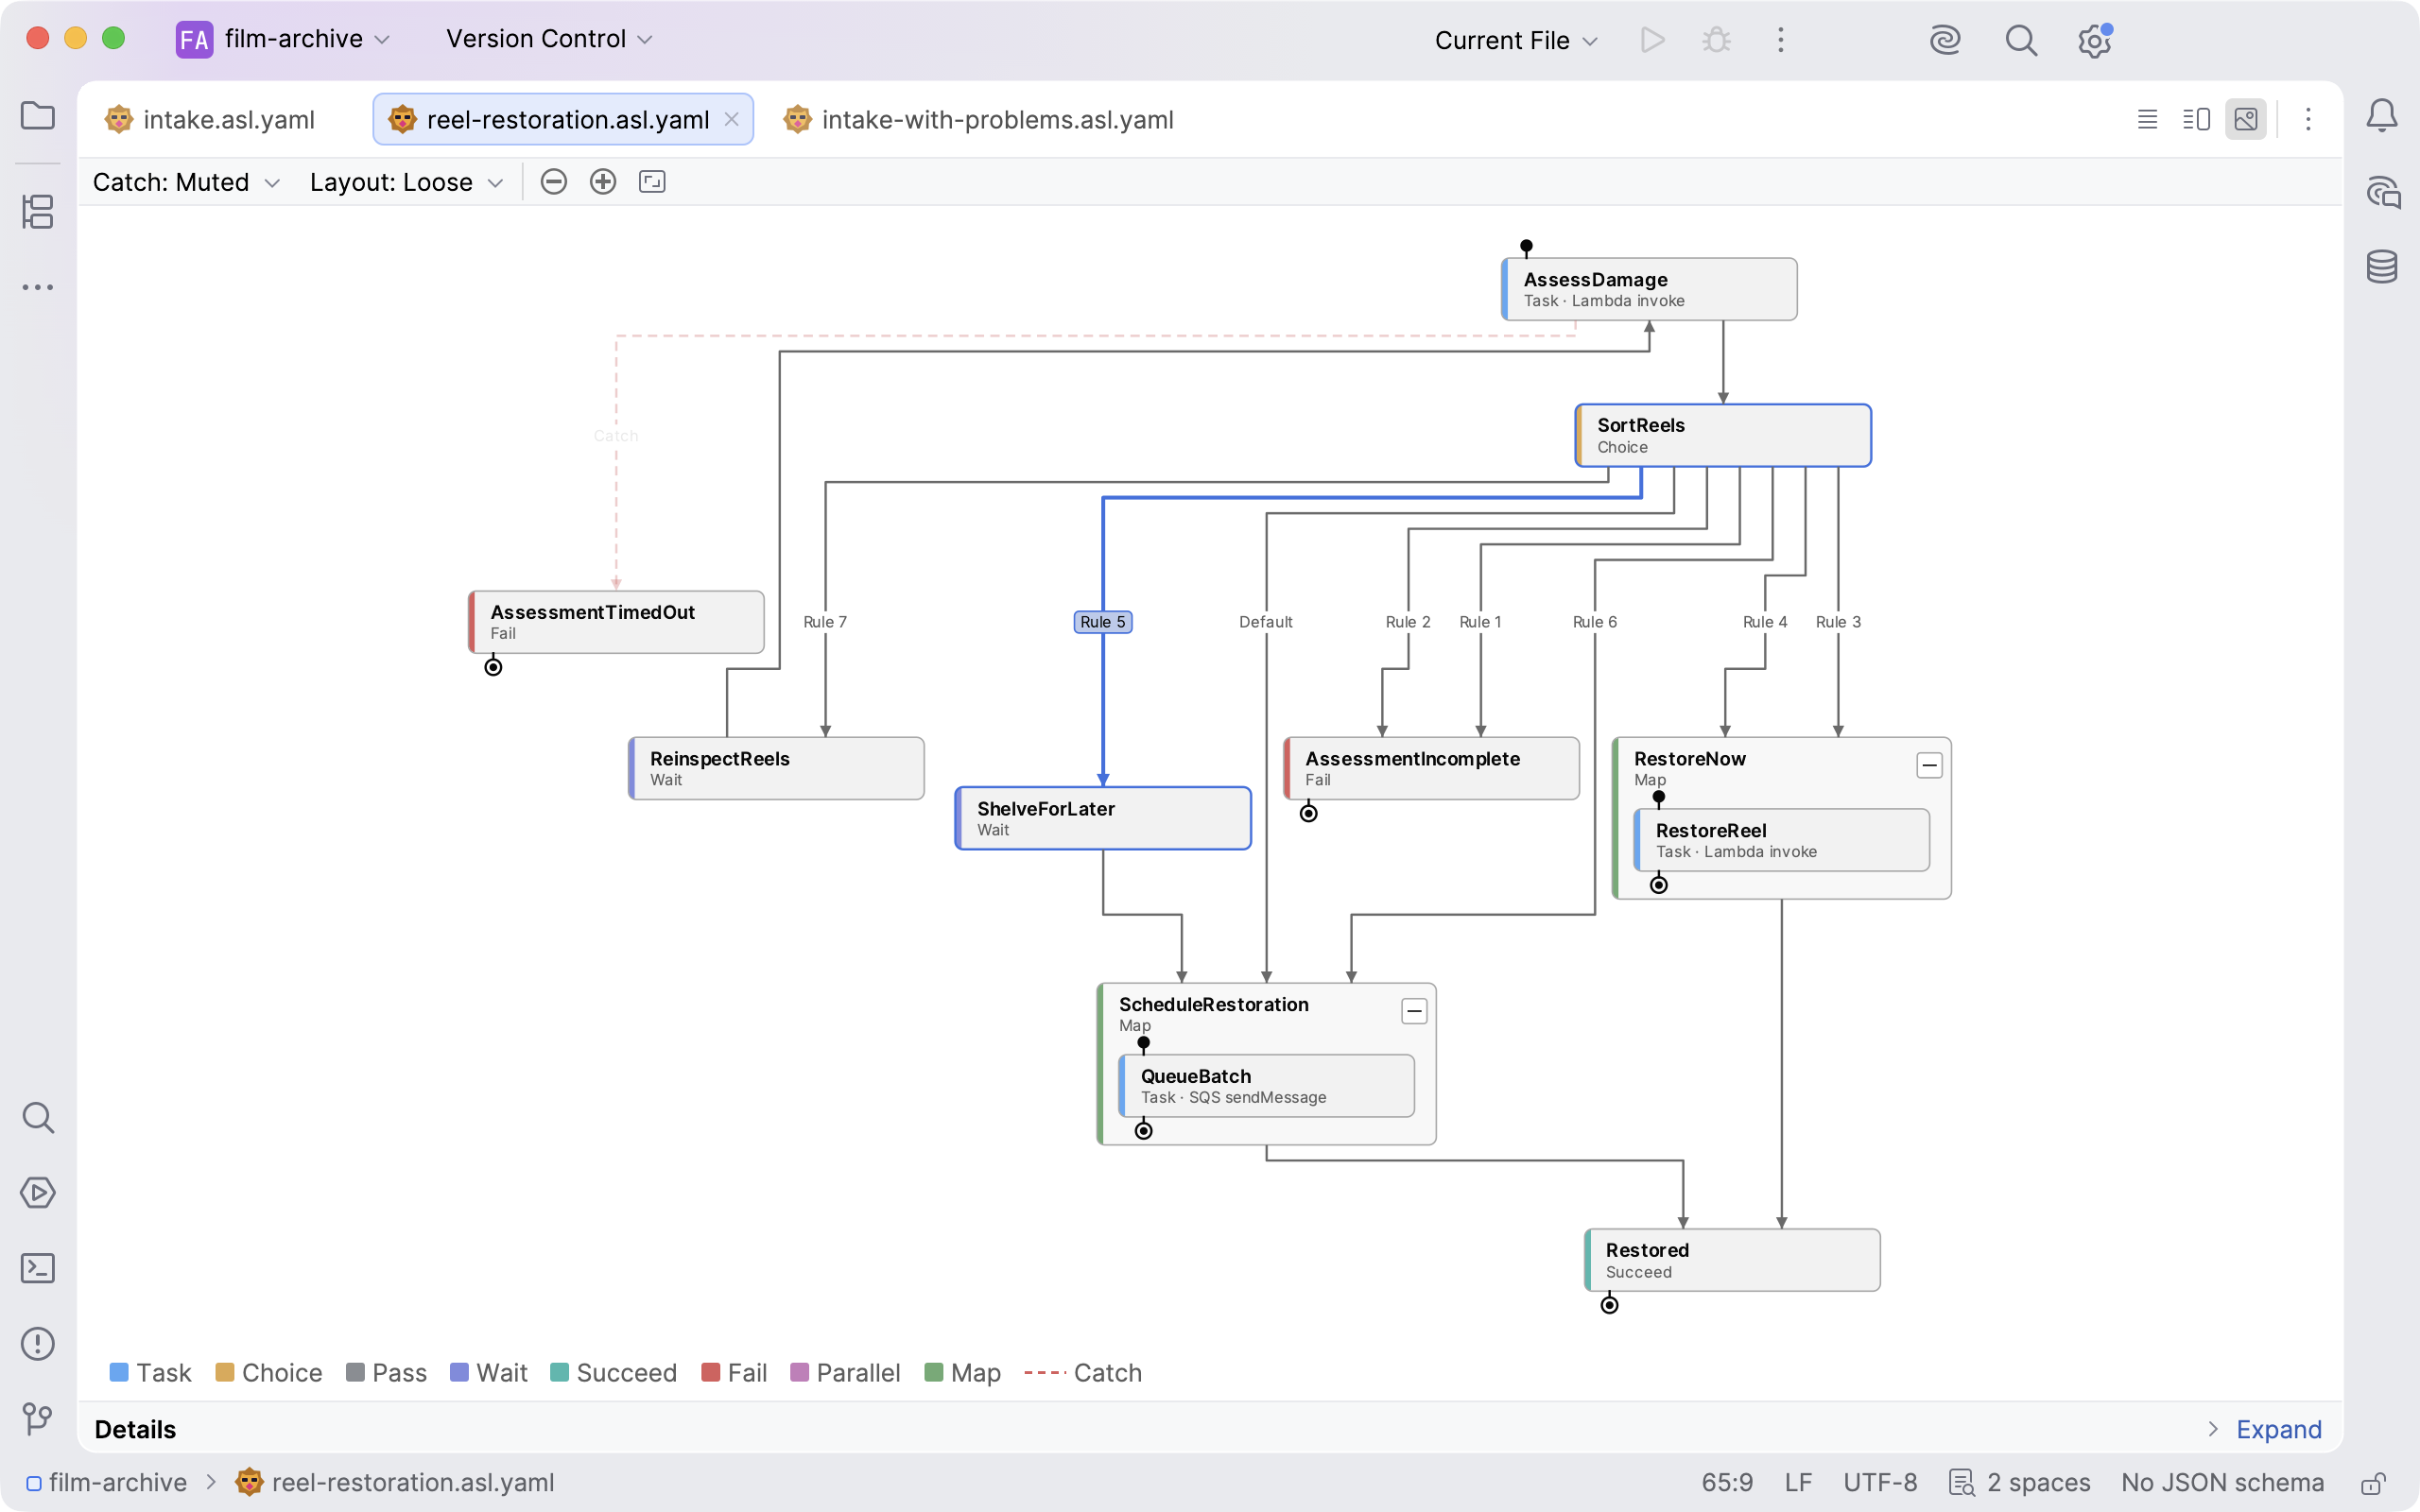 FA film-archive Version Control Current File
intake.asl.yaml reel-restoration.asl.yaml intake-with-problems.asl.yaml
Catch: Muted Layout: Loose
AssessDamage
Task · Lambda invoke
SortReels
Choice
Catch
AssessmentTimedOut
Fail
Rule 7 Rule 5 Default Rule 2 Rule 1 Rule 6 Rule 4 Rule 3
ReinspectReels
Wait
ShelveForLater
Wait
AssessmentIncomplete
Fail
RestoreNow
Map
RestoreReel
Task · Lambda invoke
ScheduleRestoration
Map
QueueBatch
Task · SQS sendMessage
Restored
Succeed
Task Choice Pass Wait Succeed Fail Parallel Map Catch
Details Expand
film-archive reel-restoration.asl.yaml 65:9 LF UTF-8 2 spaces No JSON schema